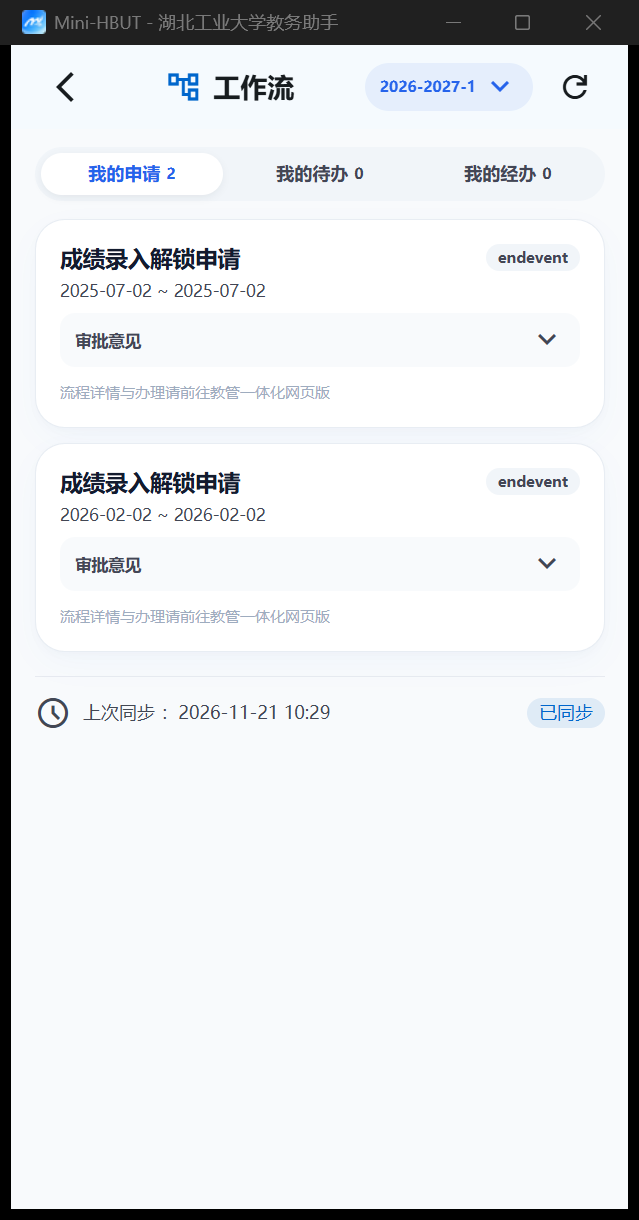 Mini-HBUT - 湖北工业大学教务助手
工作流
2026-2027-1
我的申请 2
我的待办 0
我的经办 0
成绩录入解锁申请
endevent
2025-07-02 ~ 2025-07-02
审批意见
流程详情与办理请前往教管一体化网页版
成绩录入解锁申请
endevent
2026-02-02 ~ 2026-02-02
审批意见
流程详情与办理请前往教管一体化网页版
上次同步： 2026-11-21 10:29
已同步